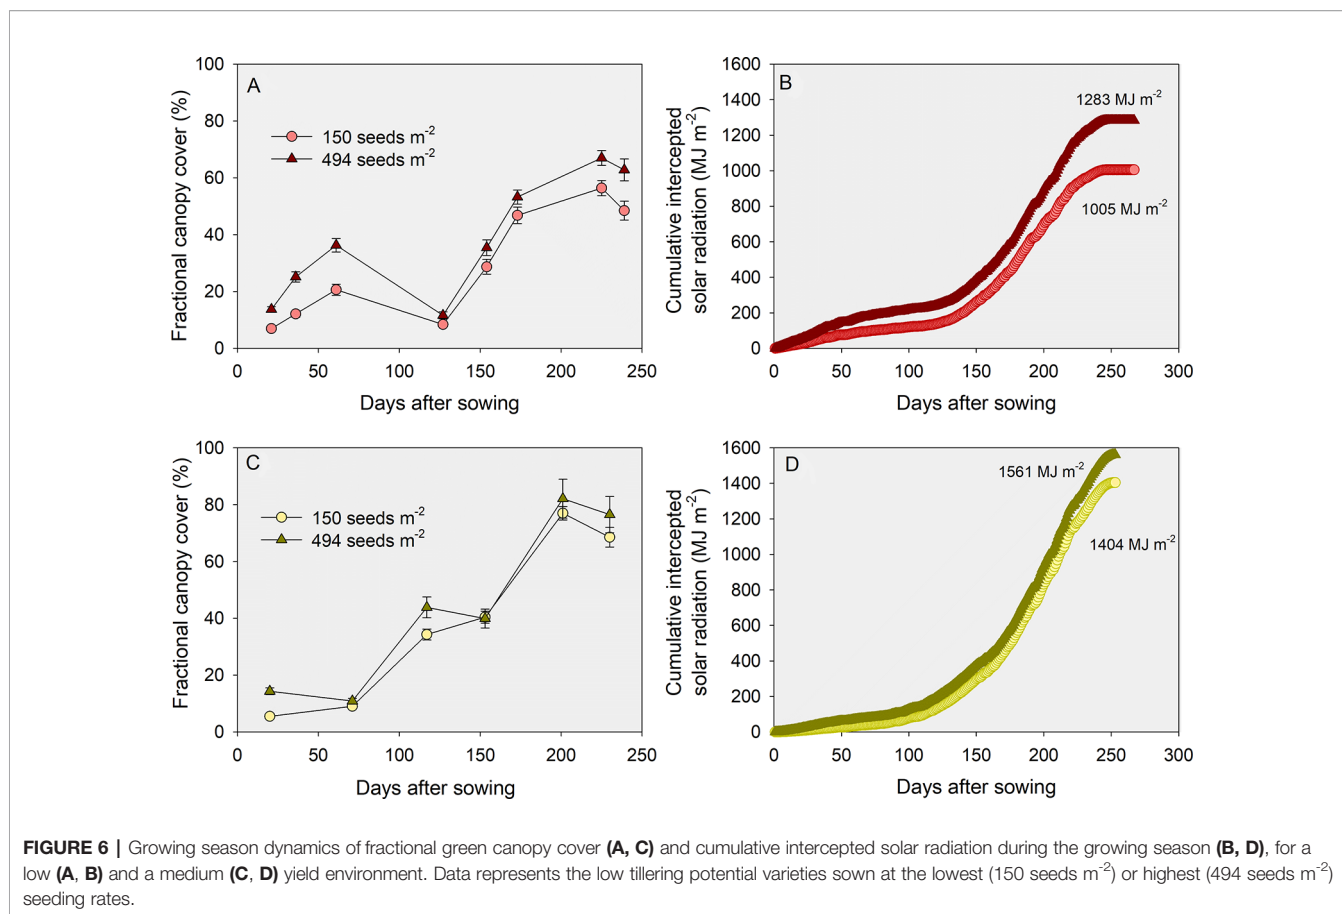 A
Fractional canopy cover (%)
100
80
60
40
20
0
150 seeds m-2
494 seeds m-2
0 50 100 150 200 250
Days after sowing
B
Cumulative intercepted
solar radiation (MJ m-2)
1600
1400
1200
1000
800
600
400
200
0
1283 MJ m-2
1005 MJ m-2
0 50 100 150 200 250 300
Days after sowing
C
Fractional canopy cover (%)
100
80
60
40
20
0
150 seeds m-2
494 seeds m-2
0 50 100 150 200 250
Days after sowing
D
Cumulative intercepted
solar radiation (MJ m-2)
1600
1400
1200
1000
800
600
400
200
0
1561 MJ m-2
1404 MJ m-2
0 50 100 150 200 250 300
Days after sowing
FIGURE 6 | Growing season dynamics of fractional green canopy cover (A, C) and cumulative intercepted solar radiation during the growing season (B, D), for a
low (A, B) and a medium (C, D) yield environment. Data represents the low tillering potential varieties sown at the lowest (150 seeds m-2) or highest (494 seeds m-2)
seeding rates.